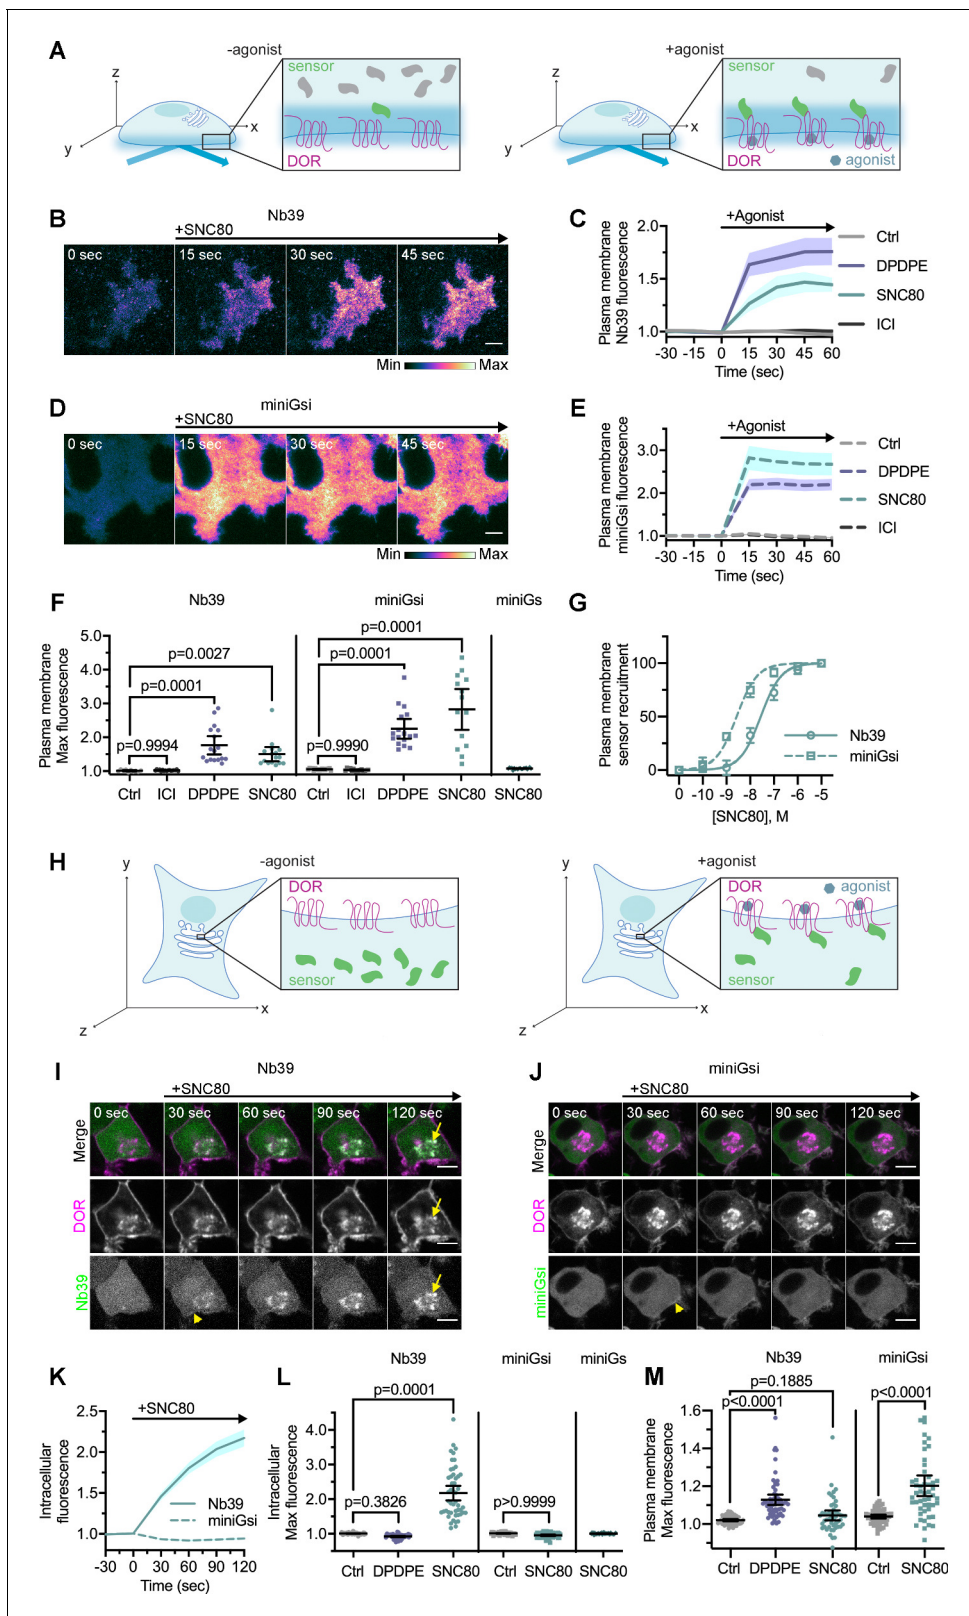 A
-agonist
+agonist
z
sensor
x
y
DOR
z
sensor
x
y
DOR
agonist
B
Nb39
+SNC80
0 sec
15 sec
30 sec
45 sec
Min
Max
C
+Agonist
Plasma membrane
Nb39 fluorescence
2.0
1.5
1.0
-30
-15
0
15
30
45
60
Time (sec)
Ctrl
DPDPE
SNC80
ICI
D
miniGsi
+SNC80
0 sec
15 sec
30 sec
45 sec
Min
Max
E
+Agonist
Plasma membrane
miniGsi fluorescence
3.0
2.0
1.0
-30
-15
0
15
30
45
60
Time (sec)
Ctrl
DPDPE
SNC80
ICI
F
Nb39
miniGsi
miniGs
Plasma membrane
Max fluorescence
5.0
4.0
3.0
2.0
1.0
p=0.0027
p=0.0001
p=0.9994
p=0.0001
p=0.0001
p=0.9990
Ctrl
ICI
DPDPE
SNC80
Ctrl
ICI
DPDPE
SNC80
SNC80
G
Plasma membrane
sensor recruitment
100
50
0
0
-10
-9
-8
-7
-6
-5
[SNC80], M
Nb39
miniGsi
H
-agonist
+agonist
y
DOR
sensor
x
z
y
DOR
agonist
sensor
x
z
I
Nb39
+SNC80
0 sec
30 sec
60 sec
90 sec
120 sec
Merge
DOR
Nb39
J
miniGsi
+SNC80
0 sec
30 sec
60 sec
90 sec
120 sec
Merge
DOR
miniGsi
K
+SNC80
Intracellular
fluorescence
2.5
2.0
1.5
1.0
Nb39
miniGsi
-30
0
30
60
90
120
Time (sec)
L
Nb39
miniGsi
miniGs
Intracellular
Max fluorescence
5.0
4.0
3.0
2.0
1.0
p=0.0001
p=0.3826
p>0.9999
Ctrl
DPDPE
SNC80
Ctrl
SNC80
SNC80
M
Nb39
miniGsi
Plasma membrane
Max fluorescence
1.6
1.4
1.2
1.0
p=0.1885
p<0.0001
p<0.0001
Ctrl
DPDPE
SNC80
Ctrl
SNC80